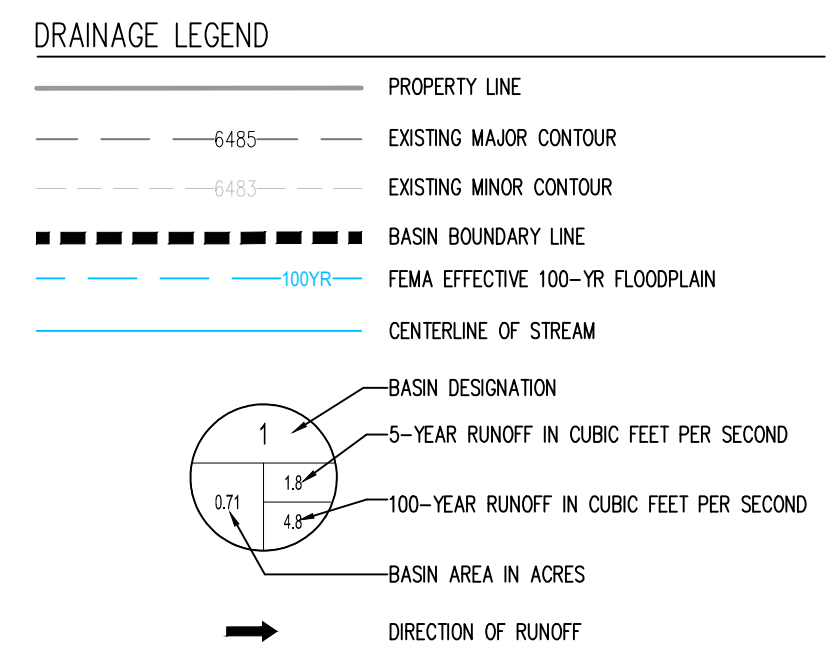 DRAINAGE LEGEND
PROPERTY LINE
6485 EXISTING MAJOR CONTOUR
6483 EXISTING MINOR CONTOUR
BASIN BOUNDARY LINE
100YR FEMA EFFECTIVE 100-YR FLOODPLAIN
CENTERLINE OF STREAM
BASIN DESIGNATION
1 5-YEAR RUNOFF IN CUBIC FEET PER SECOND
1.8
0.71 100-YEAR RUNOFF IN CUBIC FEET PER SECOND
4.8
BASIN AREA IN ACRES
DIRECTION OF RUNOFF